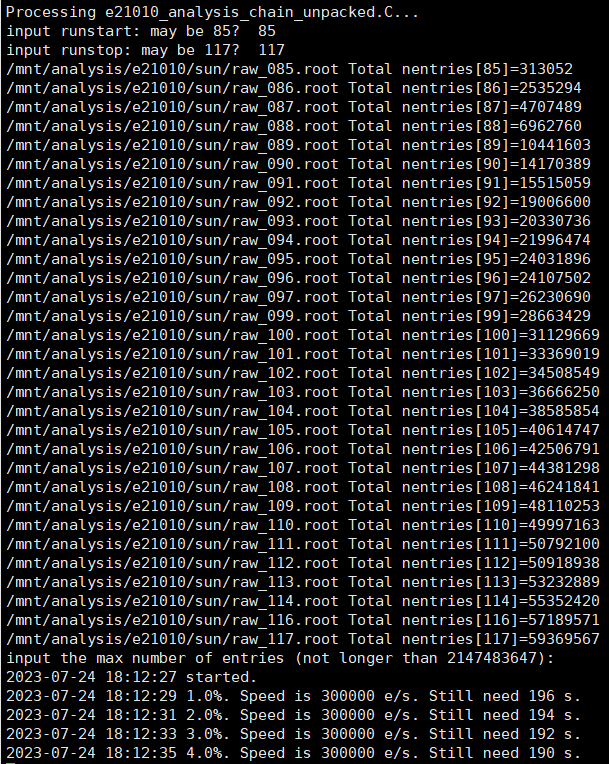 Processing e21010_analysis_chain_unpacked.C...
input runstart: may be 85?  85
input runstop: may be 117?  117
/mnt/analysis/e21010/sun/raw_085.root Total nentries[85]=313052
/mnt/analysis/e21010/sun/raw_086.root Total nentries[86]=2535294
/mnt/analysis/e21010/sun/raw_087.root Total nentries[87]=4707489
/mnt/analysis/e21010/sun/raw_088.root Total nentries[88]=6962760
/mnt/analysis/e21010/sun/raw_089.root Total nentries[89]=10441603
/mnt/analysis/e21010/sun/raw_090.root Total nentries[90]=14170389
/mnt/analysis/e21010/sun/raw_091.root Total nentries[91]=15515059
/mnt/analysis/e21010/sun/raw_092.root Total nentries[92]=19006600
/mnt/analysis/e21010/sun/raw_093.root Total nentries[93]=20330736
/mnt/analysis/e21010/sun/raw_094.root Total nentries[94]=21996474
/mnt/analysis/e21010/sun/raw_095.root Total nentries[95]=24031896
/mnt/analysis/e21010/sun/raw_096.root Total nentries[96]=24107502
/mnt/analysis/e21010/sun/raw_097.root Total nentries[97]=26230690
/mnt/analysis/e21010/sun/raw_099.root Total nentries[99]=28663429
/mnt/analysis/e21010/sun/raw_100.root Total nentries[100]=31129669
/mnt/analysis/e21010/sun/raw_101.root Total nentries[101]=33369019
/mnt/analysis/e21010/sun/raw_102.root Total nentries[102]=34508549
/mnt/analysis/e21010/sun/raw_103.root Total nentries[103]=36666250
/mnt/analysis/e21010/sun/raw_104.root Total nentries[104]=38585854
/mnt/analysis/e21010/sun/raw_105.root Total nentries[105]=40614747
/mnt/analysis/e21010/sun/raw_106.root Total nentries[106]=42506791
/mnt/analysis/e21010/sun/raw_107.root Total nentries[107]=44381298
/mnt/analysis/e21010/sun/raw_108.root Total nentries[108]=46241841
/mnt/analysis/e21010/sun/raw_109.root Total nentries[109]=48110253
/mnt/analysis/e21010/sun/raw_110.root Total nentries[110]=49997163
/mnt/analysis/e21010/sun/raw_111.root Total nentries[111]=50792100
/mnt/analysis/e21010/sun/raw_112.root Total nentries[112]=50918938
/mnt/analysis/e21010/sun/raw_113.root Total nentries[113]=53232889
/mnt/analysis/e21010/sun/raw_114.root Total nentries[114]=55352420
/mnt/analysis/e21010/sun/raw_116.root Total nentries[116]=57189571
/mnt/analysis/e21010/sun/raw_117.root Total nentries[117]=59369567
input the max number of entries (not longer than 2147483647):
2023-07-24 18:12:27 started.
2023-07-24 18:12:29 1.0%. Speed is 300000 e/s. Still need 196 s.
2023-07-24 18:12:31 2.0%. Speed is 300000 e/s. Still need 194 s.
2023-07-24 18:12:33 3.0%. Speed is 300000 e/s. Still need 192 s.
2023-07-24 18:12:35 4.0%. Speed is 300000 e/s. Still need 190 s.